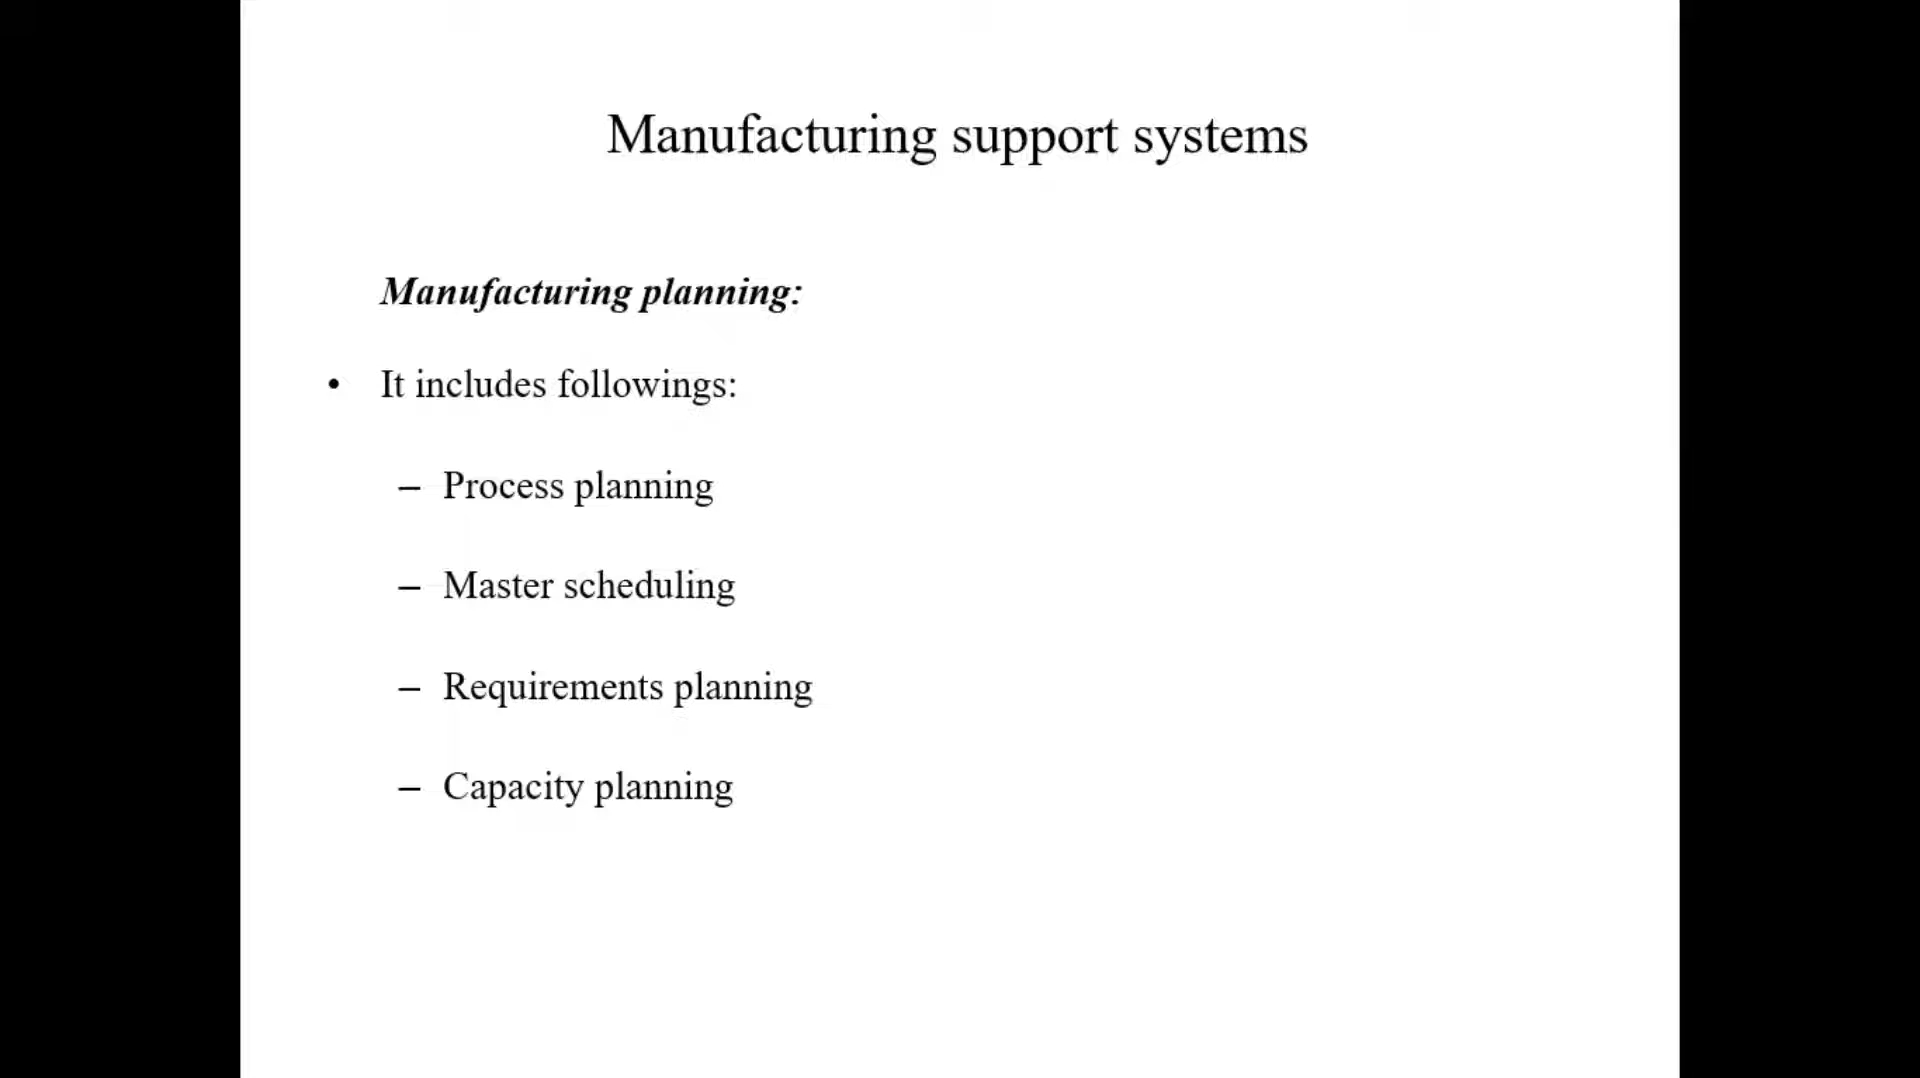 Manufacturing support systems
Manufacturing planning:
• It includes followings:
– Process planning
– Master scheduling
– Requirements planning
– Capacity planning